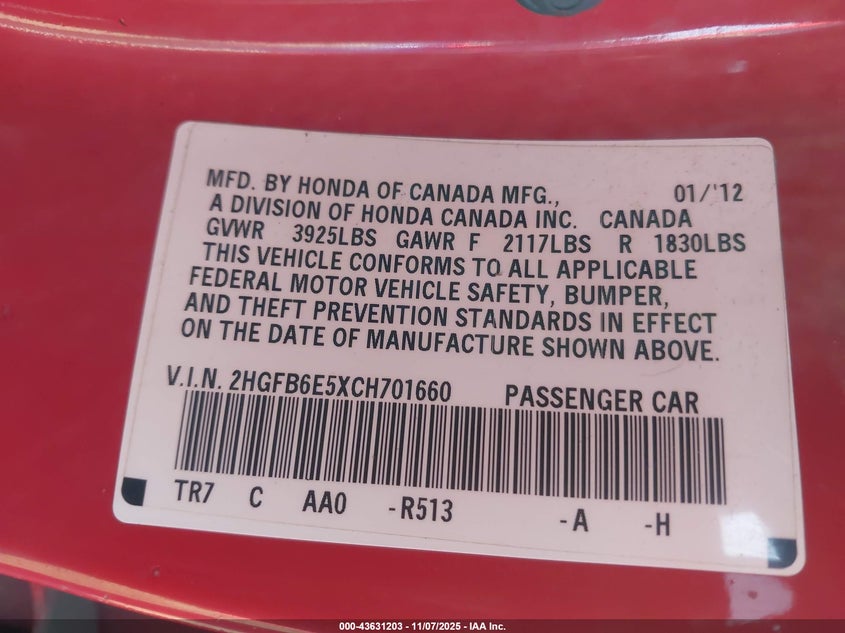 MFD. BY HONDA OF CANADA MFG., 01/'12
A DIVISION OF HONDA CANADA INC. CANADA
GVWR 3925LBS GAWR F 2117LBS R 1830LBS
THIS VEHICLE CONFORMS TO ALL APPLICABLE
FEDERAL MOTOR VEHICLE SAFETY, BUMPER,
AND THEFT PREVENTION STANDARDS IN EFFECT
ON THE DATE OF MANUFACTURE SHOWN ABOVE.
V.I.N. 2HGFB6E5XCH701660 PASSENGER CAR
TR7 C AA0 -R513 -A -H
000-43631203 - 11/07/2025 - IAA Inc.